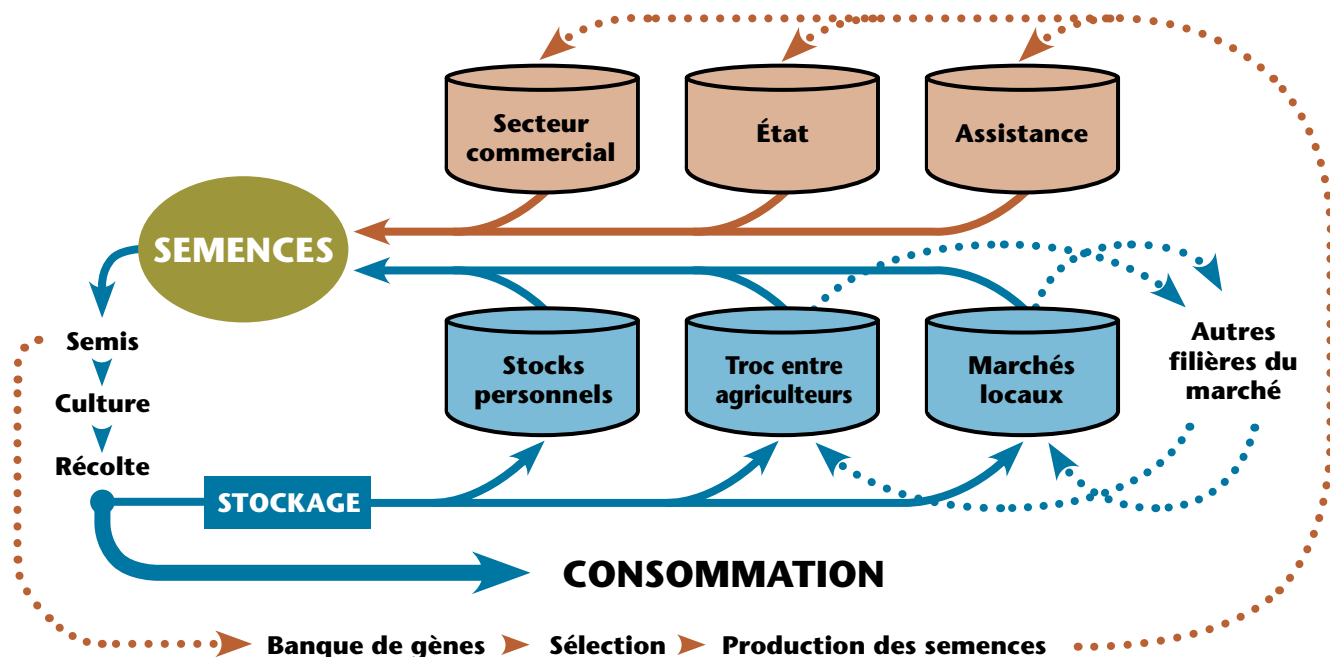 Secteur
commercial
État
Assistance
SEMENCES
Semis
Culture
Récolte
Stocks
personnels
Troc entre
agriculteurs
Marchés
locaux
Autres
filières du
marché
STOCKAGE
CONSOMMATION
Banque de gènes
Sélection
Production des semences